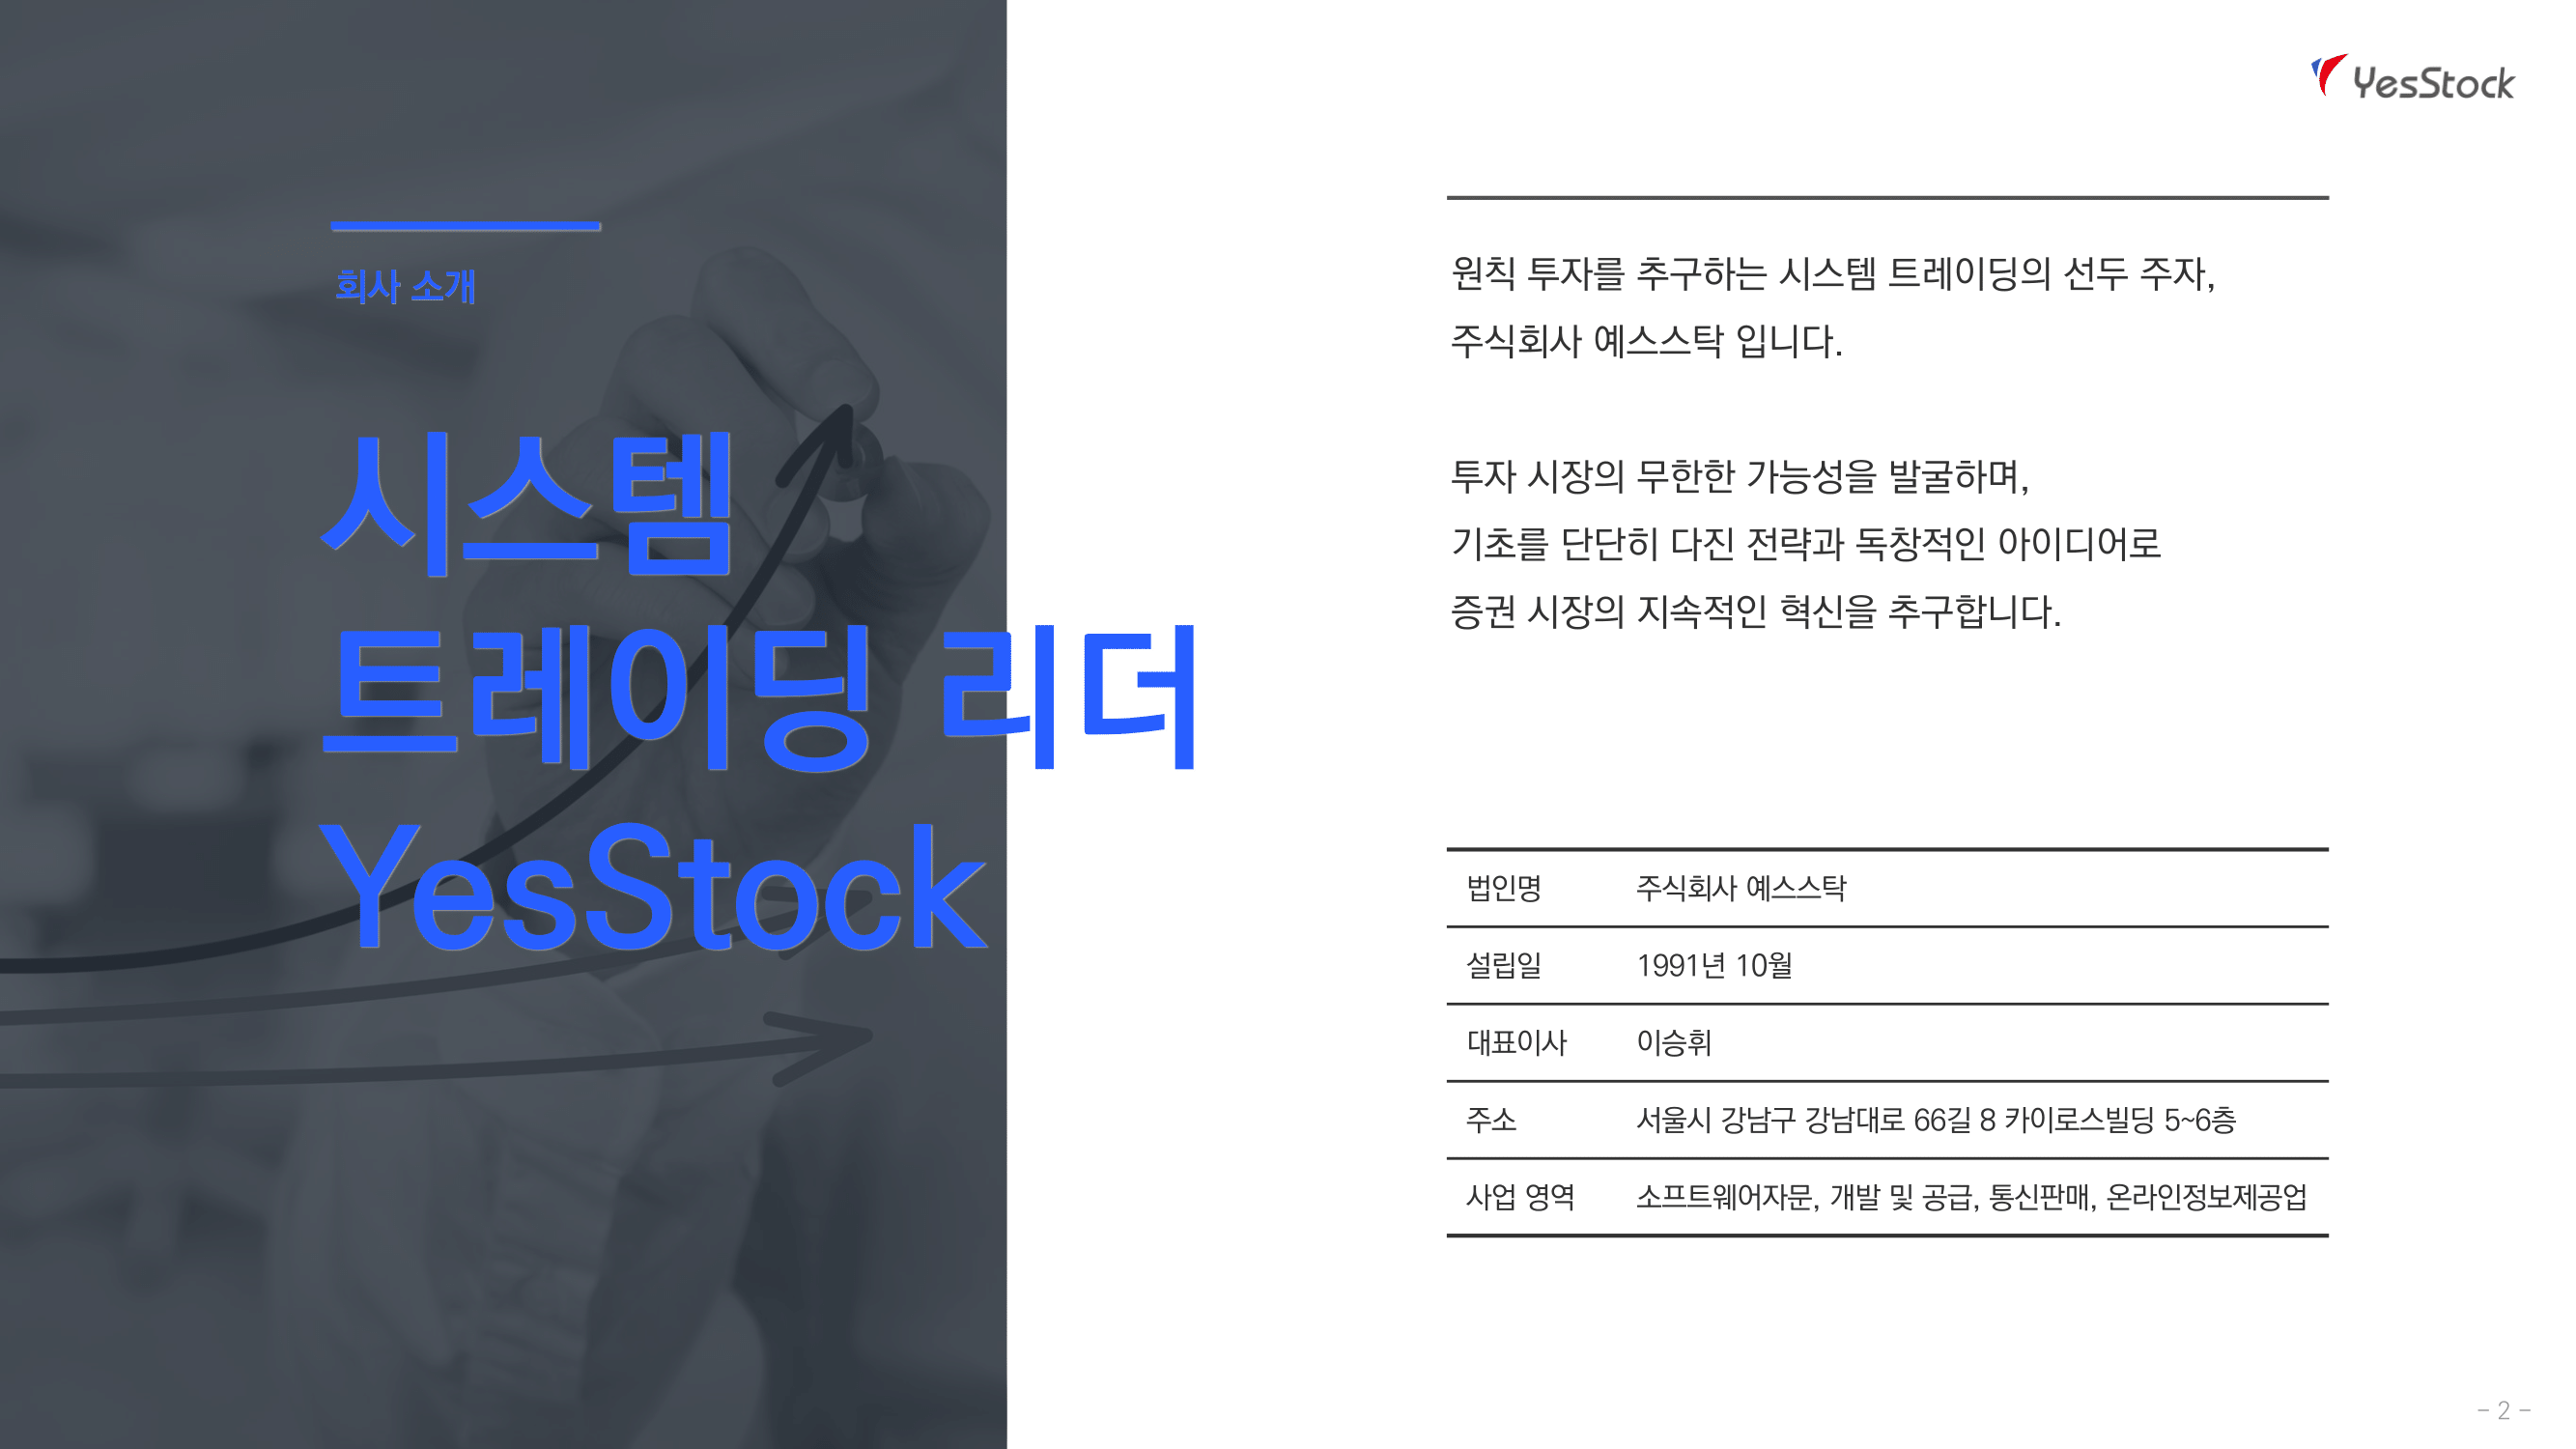 회사 소개
시스템
트레이딩 리더
YesStock
YesStock
원칙 투자를 추구하는 시스템 트레이딩의 선두 주자,
주식회사 예스스탁 입니다.
투자 시장의 무한한 가능성을 발굴하며,
기초를 단단히 다진 전략과 독창적인 아이디어로
증권 시장의 지속적인 혁신을 추구합니다.
법인명 주식회사 예스스탁
설립일 1991년 10월
대표이사 이승휘
주소 서울시 강남구 강남대로 66길 8 카이로스빌딩 5~6층
사업 영역 소프트웨어자문, 개발 및 공급, 통신판매, 온라인정보제공업
- 2 -